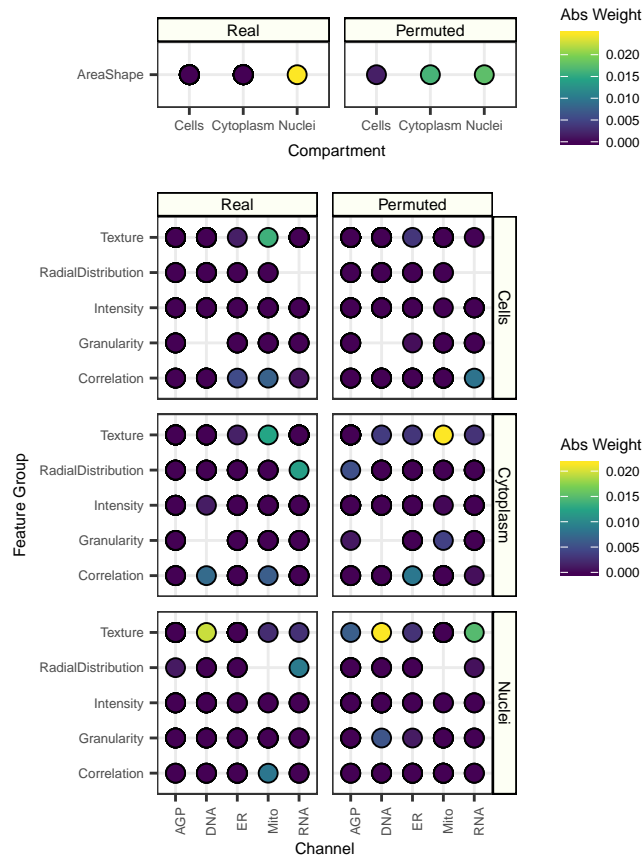 Real Permuted
AreaShape
Cells Cytoplasm Nuclei Cells Cytoplasm Nuclei
Compartment
Abs Weight
0.020
0.015
0.010
0.005
0.000
Real Permuted
Feature Group
Texture
RadialDistribution
Intensity
Granularity
Correlation
Cells
Texture
RadialDistribution
Intensity
Granularity
Correlation
Cytoplasm
Texture
RadialDistribution
Intensity
Granularity
Correlation
Nuclei
AGP DNA ER Mito RNA AGP DNA ER Mito RNA
Channel
Abs Weight
0.020
0.015
0.010
0.005
0.000